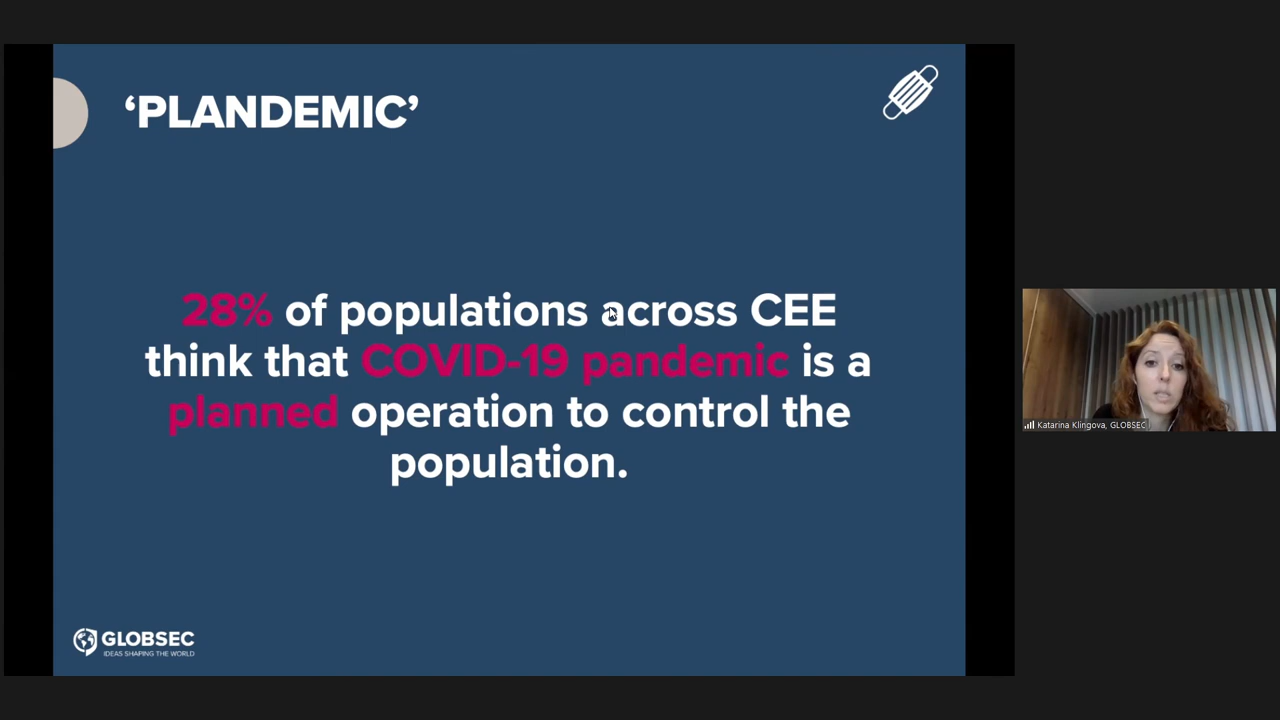 ‘PLANDEMIC’
28% of populations across CEE
think that COVID-19 pandemic is a
planned operation to control the
population.
GLOBSEC
IDEAS SHAPING THE WORLD
Katarina Klingova, GLOBSEC